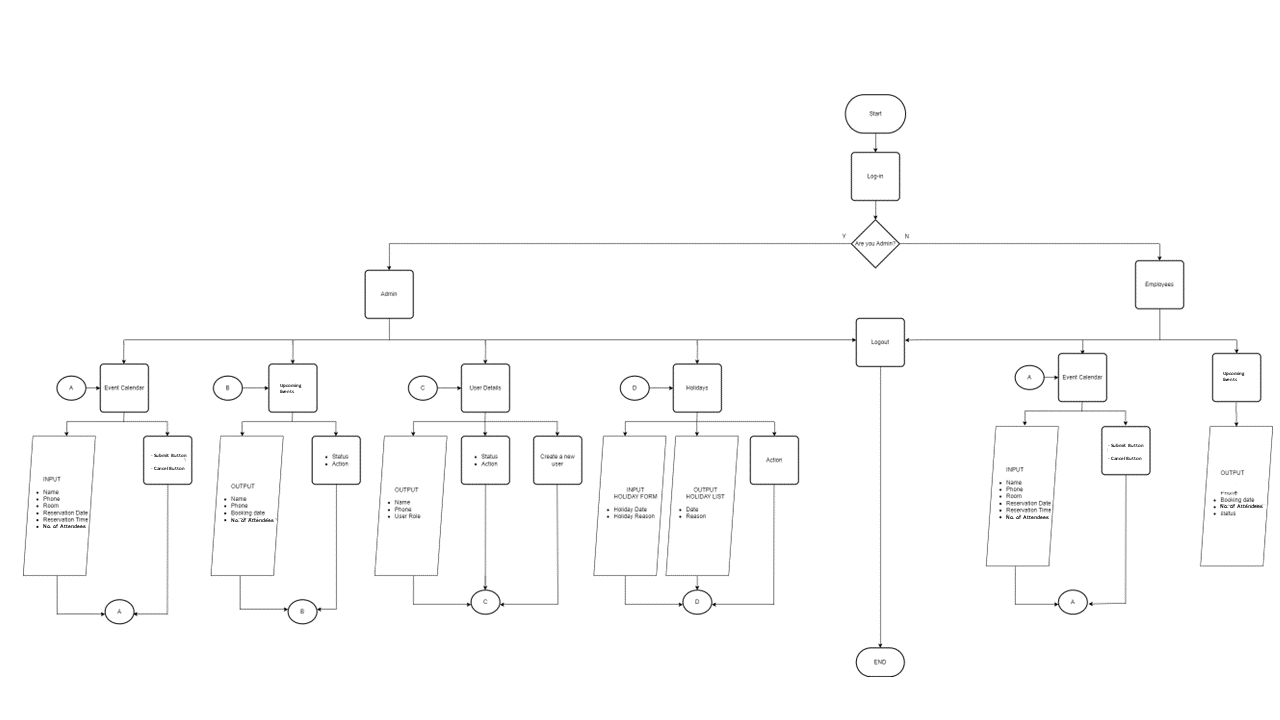 Start
Log-in
Y
Are you Admin?
N
Admin
Employees
Logout
A
Event Calendar
B
Upcoming
Events
C
User Details
D
Holidays
A
Event Calendar
Upcoming
Events
INPUT
Name
Phone
Room
Reservation Date
Reservation Time
No. of Attendees
- Submit Button
- Cancel Button
OUTPUT
Name
Phone
Booking date
No. of Attendees
Status
Action
OUTPUT
Name
Phone
User Role
Status
Action
Create a new
user
INPUT
HOLIDAY FORM
Holiday Date
Holiday Reason
OUTPUT
HOLIDAY LIST
Date
Reason
Action
INPUT
Name
Phone
Room
Reservation Date
Reservation Time
No. of Attendees
- Submit Button
- Cancel Button
OUTPUT
Phone
Booking date
No. of Attendees
Status
A
B
C
D
A
END